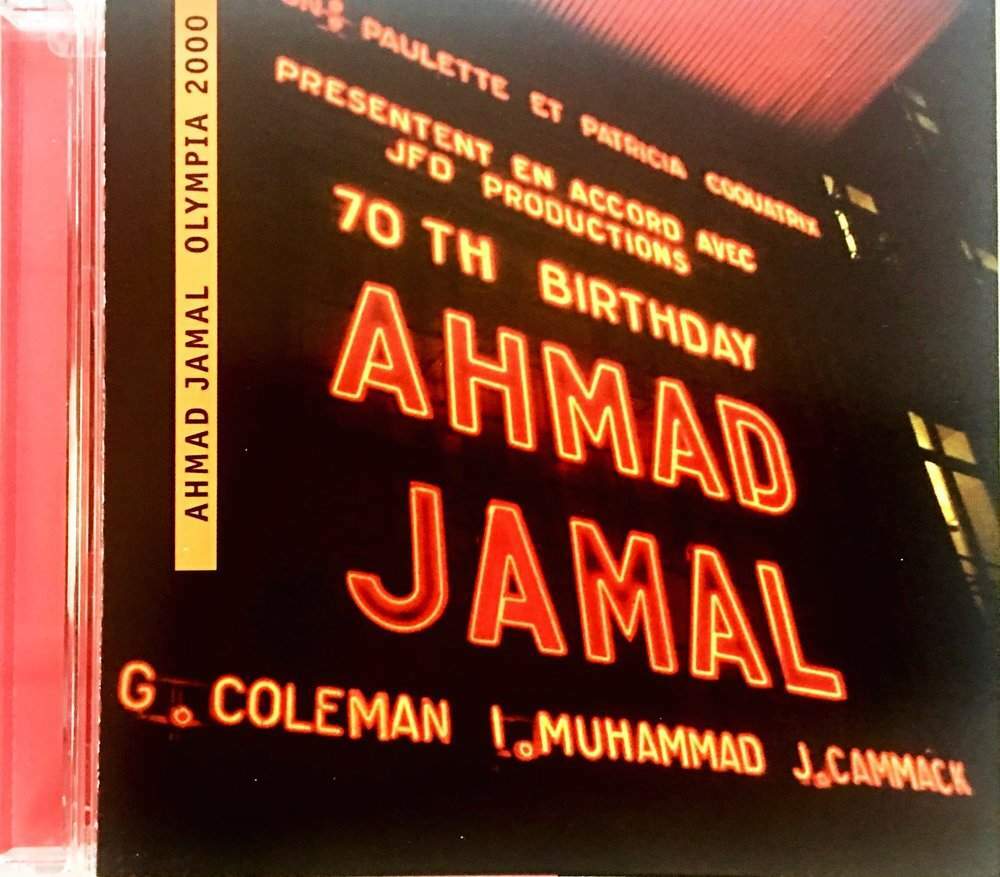 AHMAD JAMAL OLYMPIA 2000
PAULETTE ET PATRICIA COQUATRIX
PRESENTENT EN ACCORD AVEC
JFD PRODUCTIONS
70 TH BIRTHDAY
AHMAD
JAMAL
G. COLEMAN I. MUHAMMAD J. CAMMACK